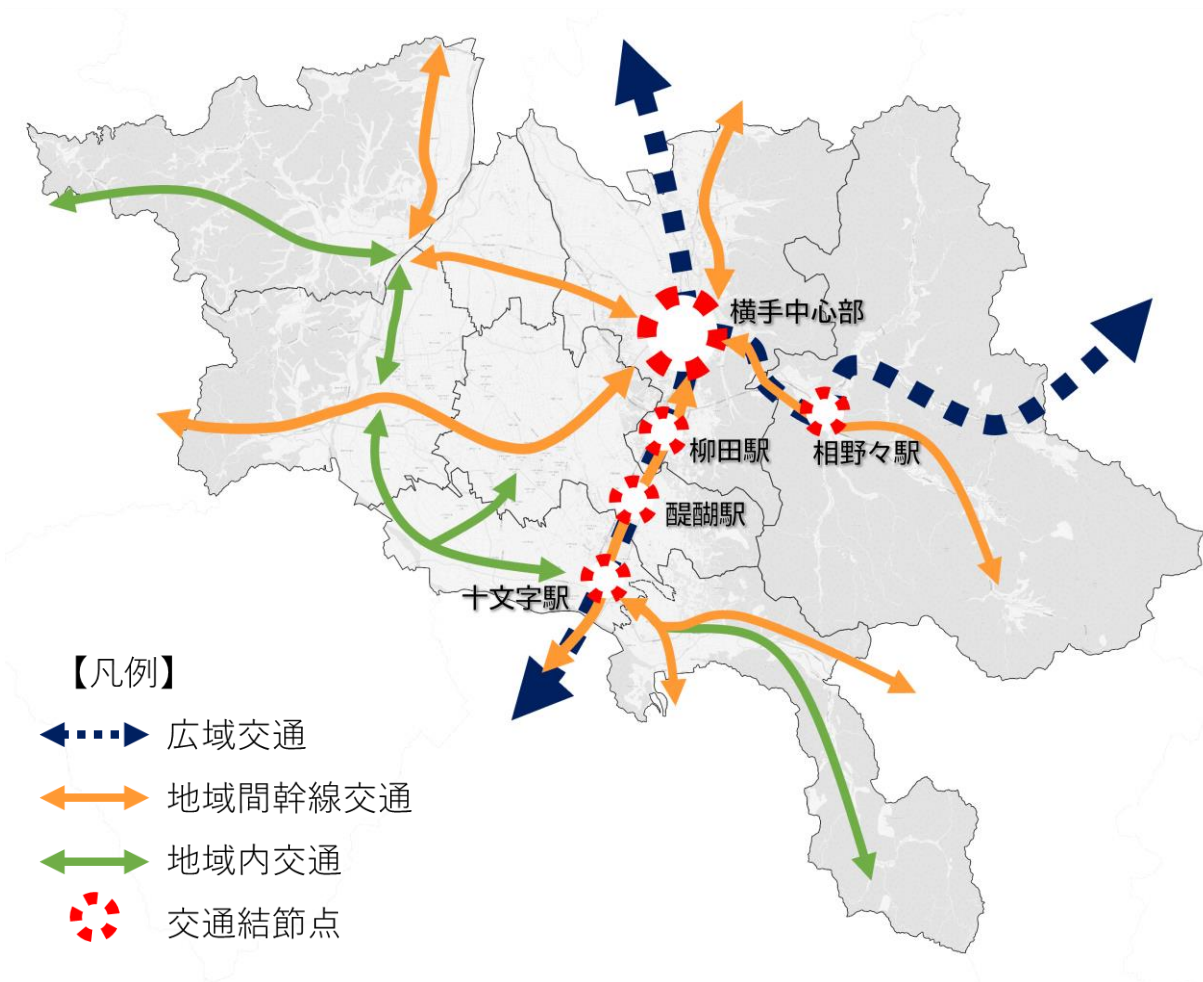 横手中心部
柳田駅
相野々駅
醍醐駅
十文字駅
【凡例】
広域交通
地域間幹線交通
地域内交通
交通結節点